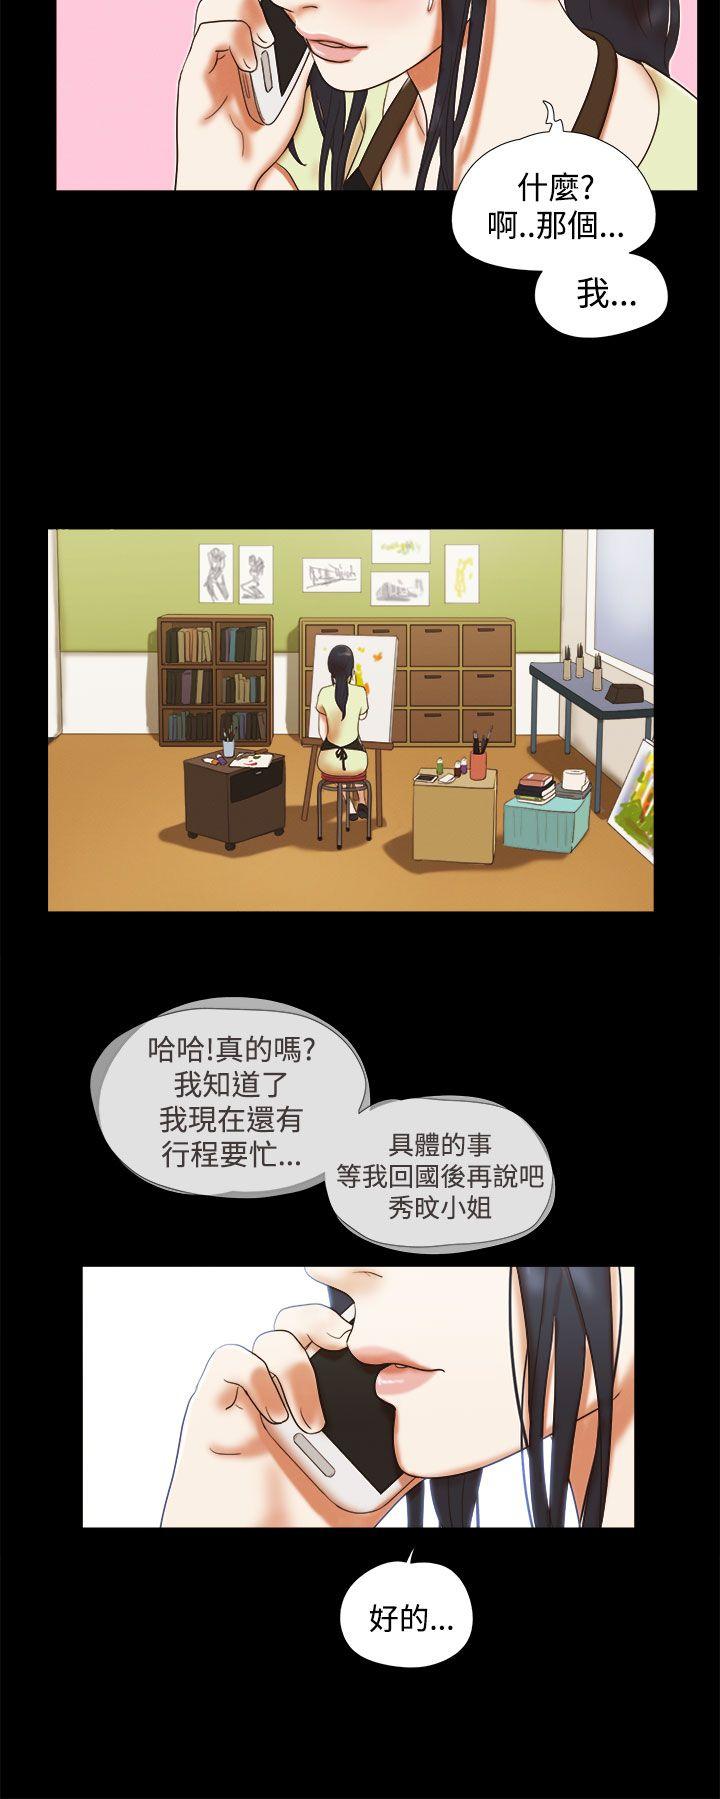 什麼?
啊..那個...
我...
哈哈!真的嗎?
我知道了
我現在還有
行程要忙...
具體的事
等我回國後再說吧
秀旼小姐
好的...